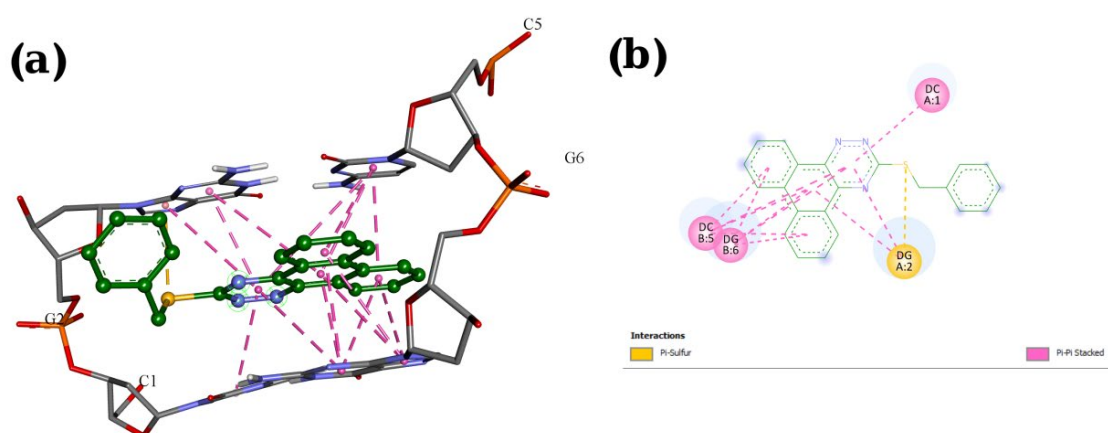 (a)
C5
G6
G2
C1
(b)
DC
A:1
N
N
N
S
DC
B:5
DG
B:6
DG
A:2
Interactions
Pi-Sulfur
Pi-Pi Stacked